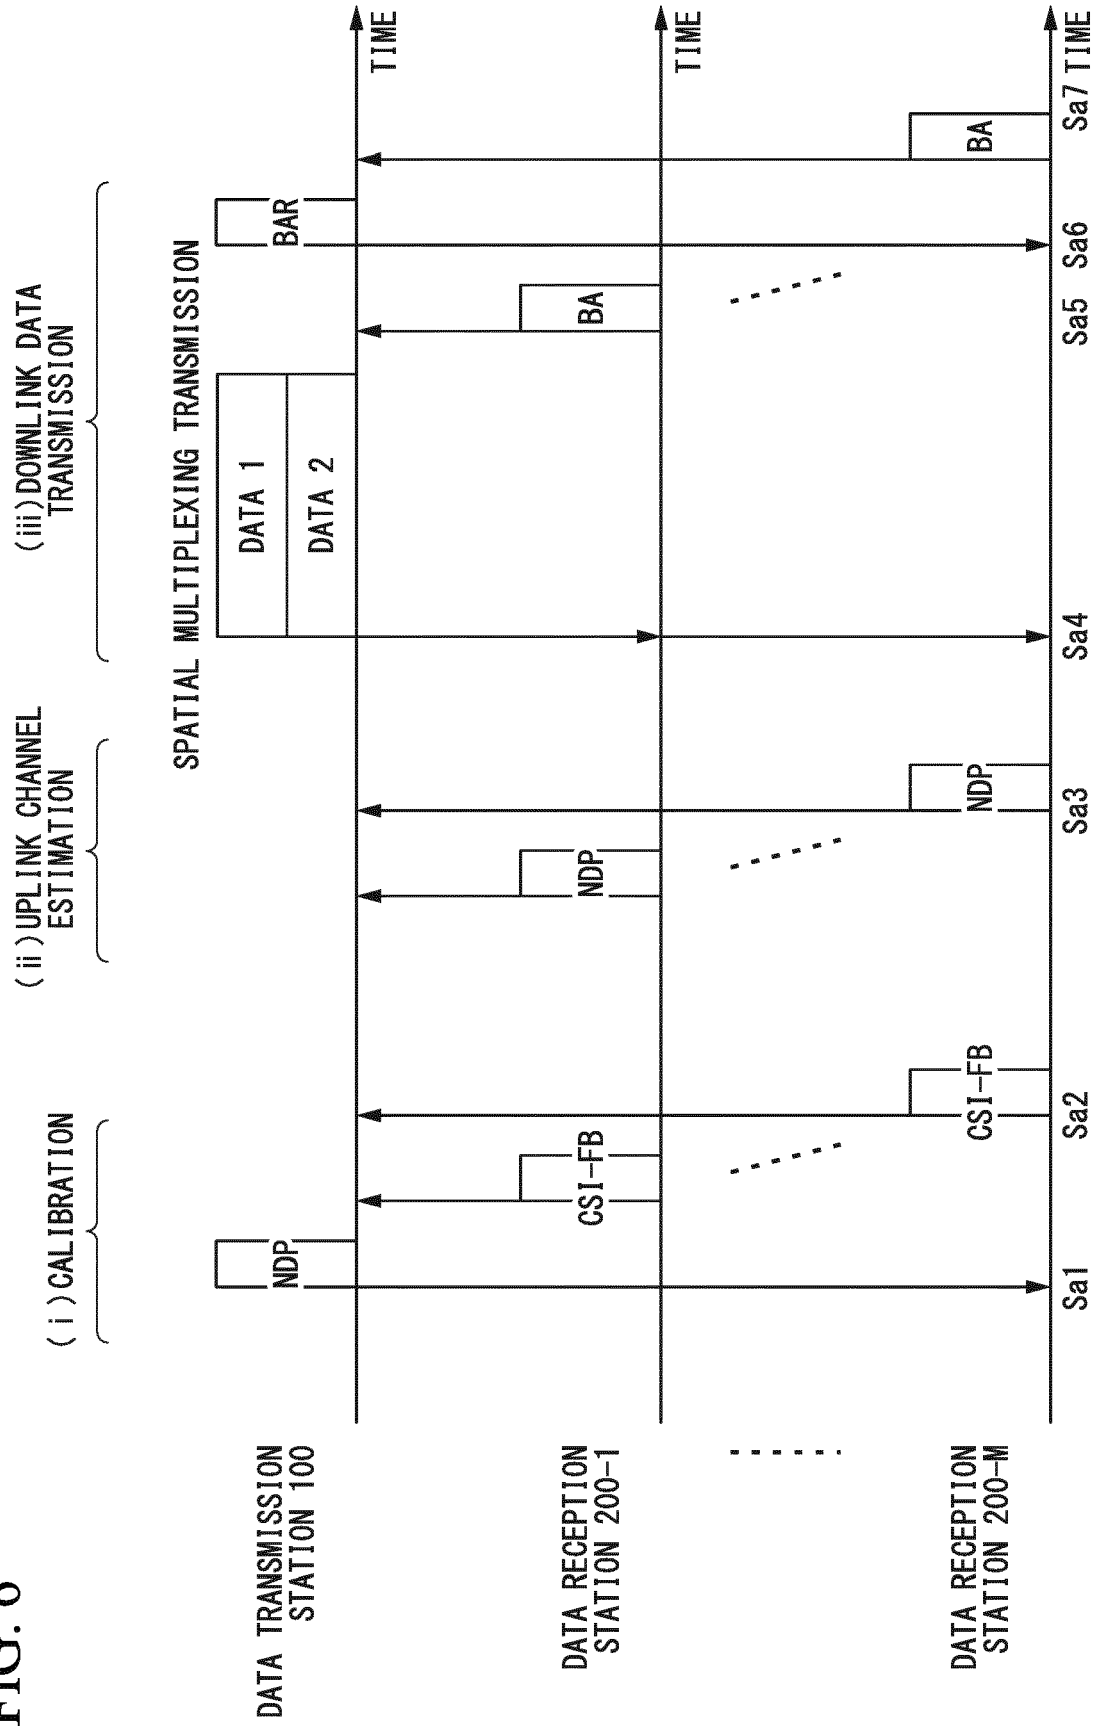 FIG. 6
(i)CALIBRATION
(ii)UPLINK CHANNEL
ESTIMATION
(iii)DOWNLINK DATA
TRANSMISSION
SPATIAL MULTIPLEXING TRANSMISSION
DATA TRANSMISSION
STATION 100
NDP
DATA 1
DATA 2
BAR
TIME
DATA RECEPTION
STATION 200-1
CSI-FB
NDP
BA
TIME
DATA RECEPTION
STATION 200-M
CSI-FB
NDP
BA
Sa1
Sa2
Sa3
Sa4
Sa5
Sa6
Sa7
TIME